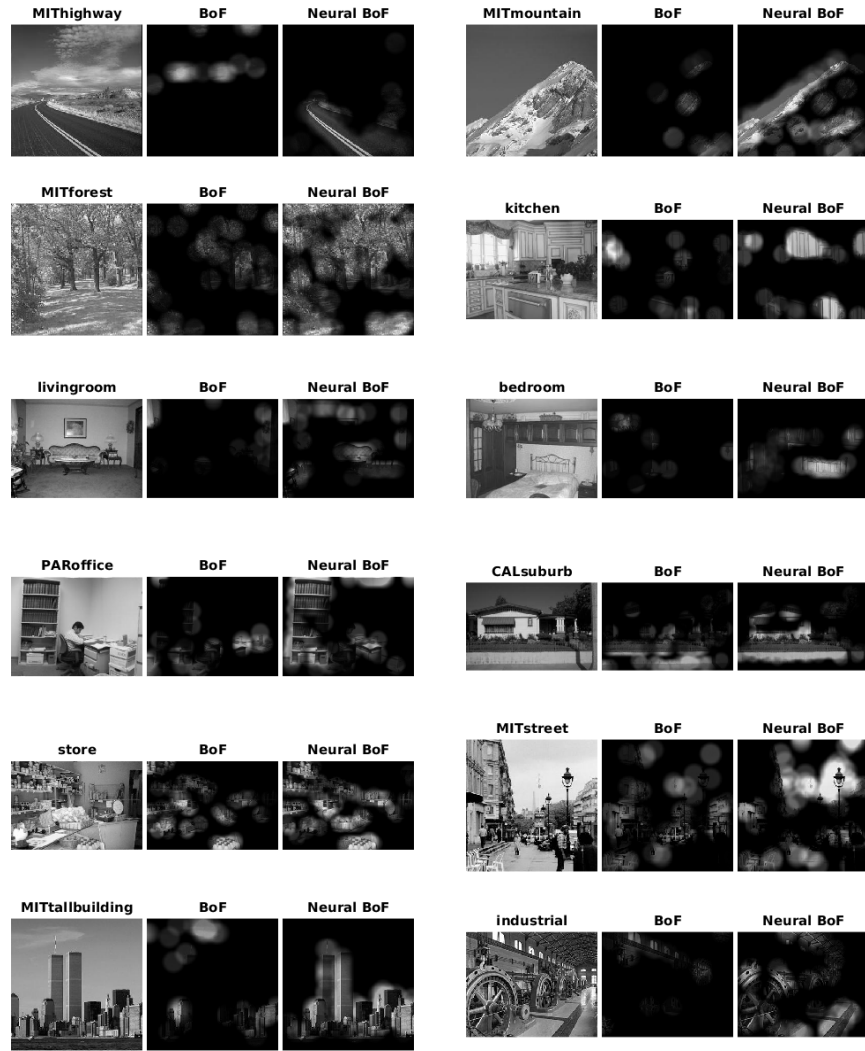 MIThighway BoF Neural BoF MITmountain BoF Neural BoF
MITforest BoF Neural BoF
kitchen BoF Neural BoF
livingroom BoF Neural BoF bedroom BoF Neural BoF
PARoffice BoF Neural BoF
CALsuburb BoF Neural BoF
MITstreet BoF Neural BoF
store BoF Neural BoF
MITtallbuilding BoF Neural BoF
industrial BoF Neural BoF